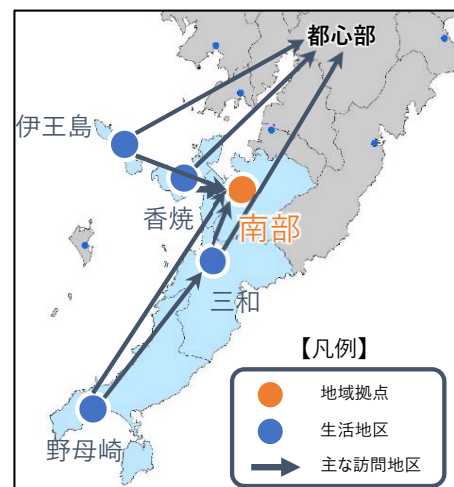 都心部
伊王島
香焼
南部
三和
野母崎
【凡例】
地域拠点
生活地区
主な訪問地区